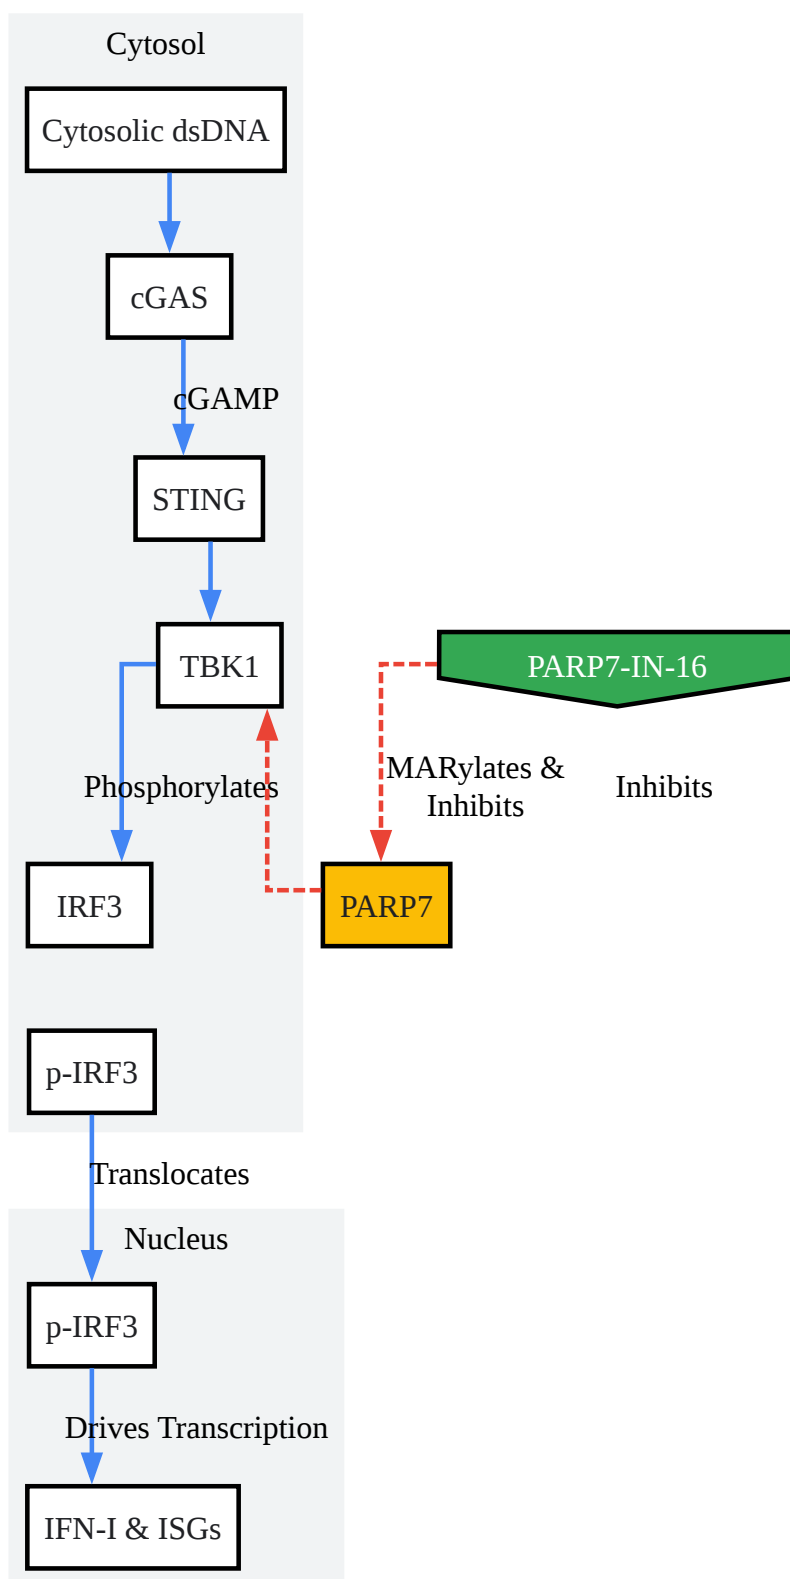 Cytosol
Cytosolic dsDNA
cGAS
cGAMP
STING
TBK1
PARP7-IN-16
Phosphorylates
MARylates &
Inhibits
Inhibits
IRF3
PARP7
p-IRF3
Translocates
Nucleus
p-IRF3
Drives Transcription
IFN-I & ISGs